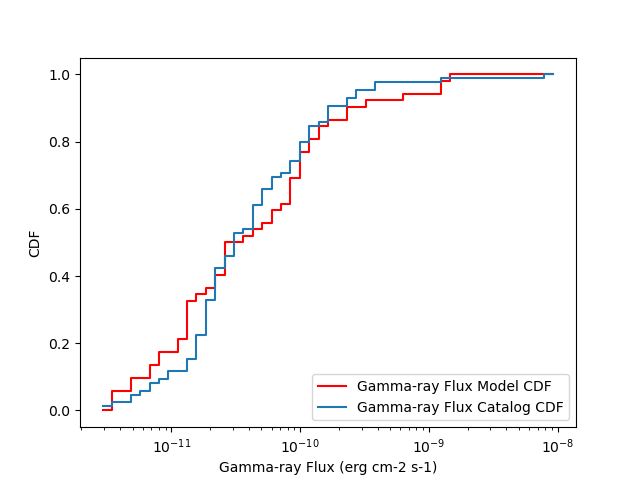 1.0
0.8
0.6
0.4
0.2
0.0
CDF
10⁻¹¹ 10⁻¹⁰ 10⁻⁹ 10⁻⁸
Gamma-ray Flux (erg cm-2 s-1)
Gamma-ray Flux Model CDF
Gamma-ray Flux Catalog CDF